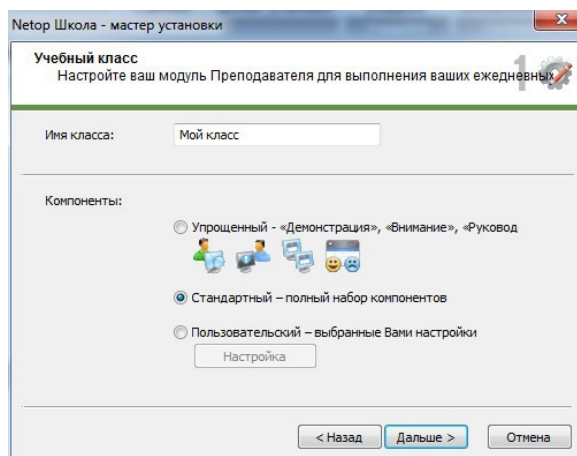 Netop Школа - мастер установки
Учебный класс
Настройте ваш модуль Преподавателя для выполнения ваших ежедневных
1
Имя класса:
Мой класс
Компоненты:
Упрощенный - «Демонстрация», «Внимание», «Руковод
Стандартный – полный набор компонентов
Пользовательский – выбранные Вами настройки
Настройка
< Назад
Дальше >
Отмена